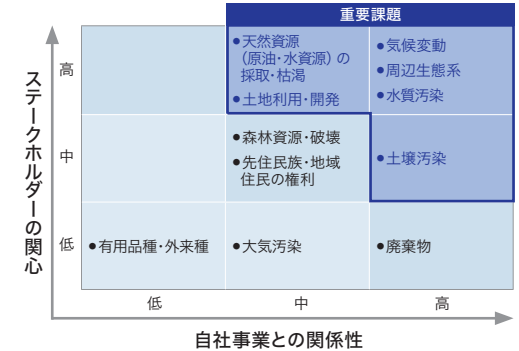 重要課題
ステークホルダーの関心
高
●天然資源
（原油・水資源）の
採取・枯渇
●土地利用・開発
●気候変動
●周辺生態系
●水質汚染
中
●森林資源・破壊
●先住民族・地域
住民の権利
●土壌汚染
低
●有用品種・外来種
●大気汚染
●廃棄物
低
中
高
自社事業との関係性